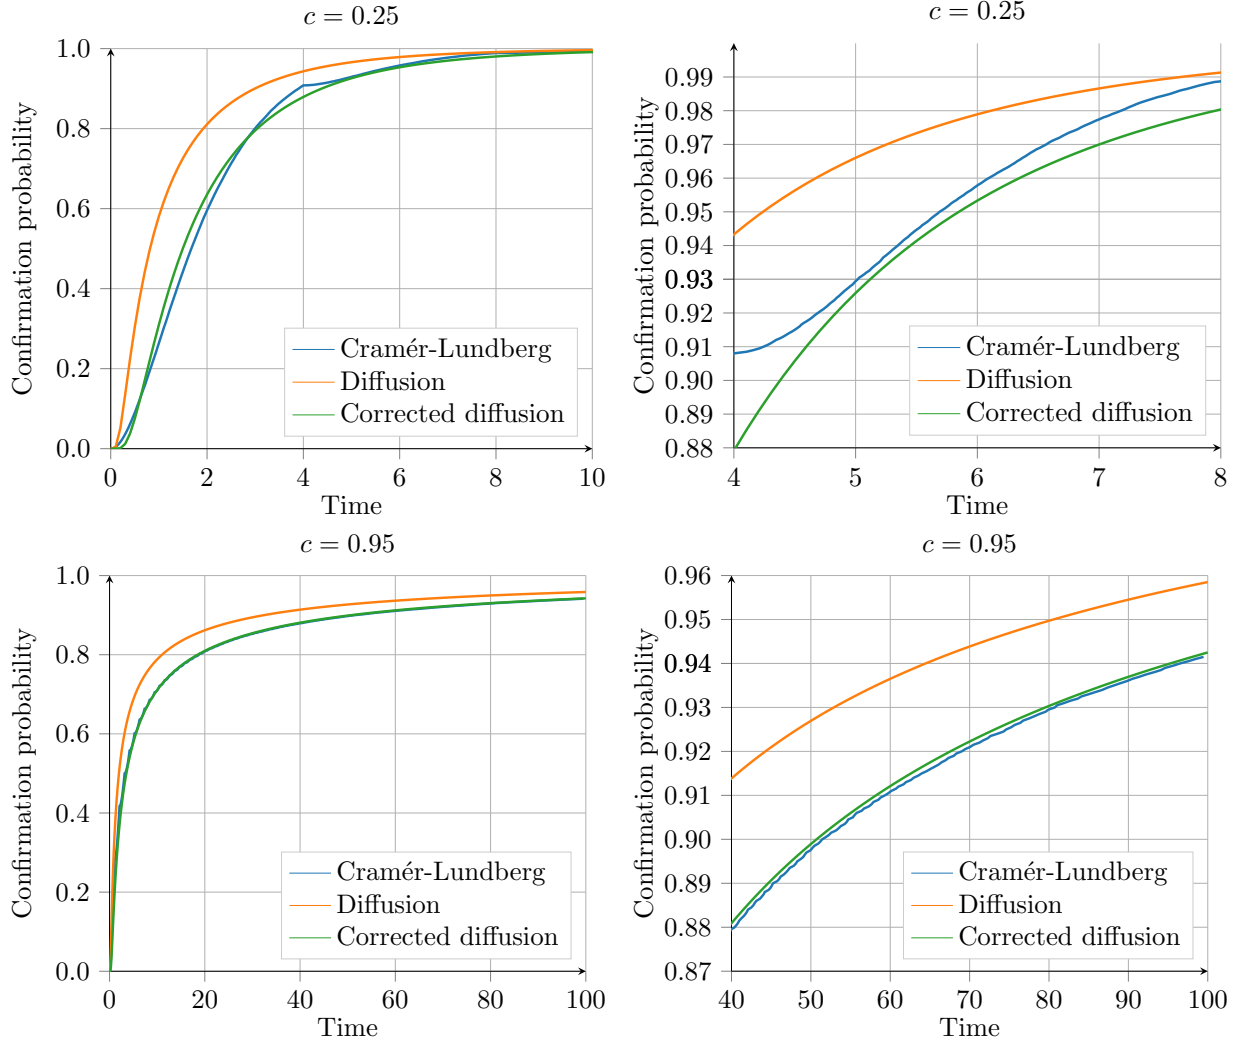 c = 0.25
Confirmation probability
1.0
0.8
0.6
0.4
0.2
0.0
Cramér-Lundberg
Diffusion
Corrected diffusion
0 2 4 6 8 10
Time
c = 0.25
Confirmation probability
0.99
0.98
0.97
0.96
0.95
0.94
0.93
0.92
0.91
0.90
0.89
0.88
Cramér-Lundberg
Diffusion
Corrected diffusion
4 5 6 7 8
Time
c = 0.95
Confirmation probability
1.0
0.8
0.6
0.4
0.2
0.0
Cramér-Lundberg
Diffusion
Corrected diffusion
0 20 40 60 80 100
Time
c = 0.95
Confirmation probability
0.96
0.95
0.94
0.93
0.92
0.91
0.90
0.89
0.88
0.87
Cramér-Lundberg
Diffusion
Corrected diffusion
40 50 60 70 80 90 100
Time